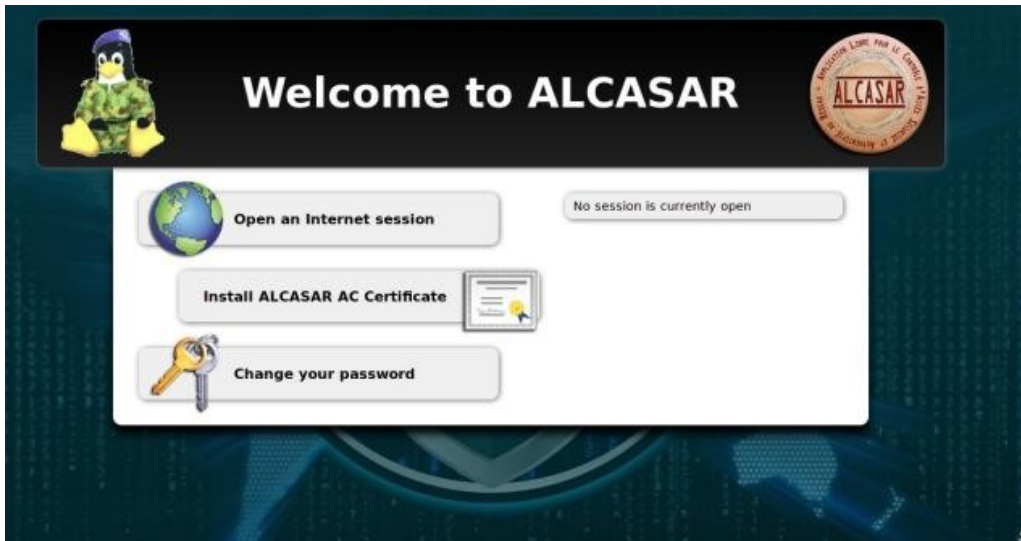 Welcome to ALCASAR
ALCASAR
Open an Internet session
No session is currently open
Install ALCASAR AC Certificate
Change your password